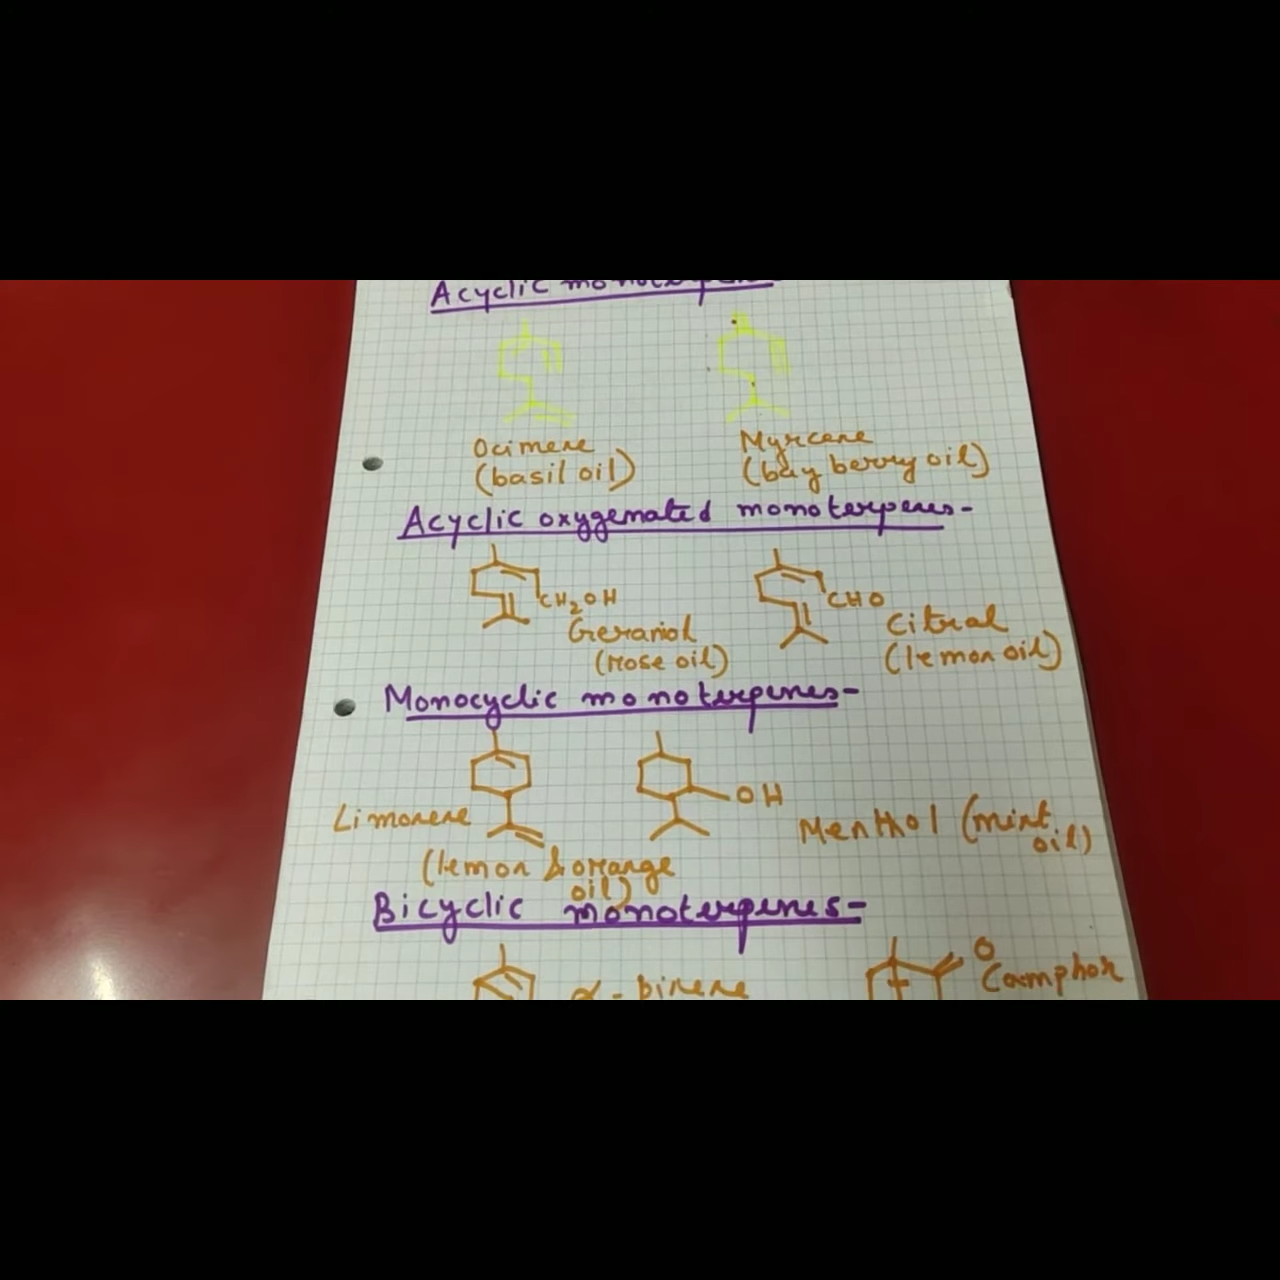 Acyclic monoterpenes
Ocimene
(basil oil)
Myrcene
(bay berry oil)
Acyclic oxygenated monoterpenes-
CH2OH
Geraniol
(rose oil)
CHO
Citral
(lemon oil)
Monocyclic monoterpenes-
Limonene
(lemon & orange
oil)
OH
Menthol (mint
oil)
Bicyclic monoterpenes-
α-pinene
O
Camphor